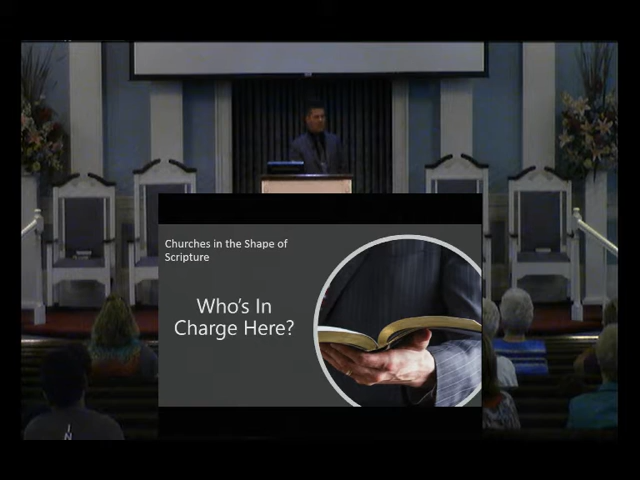 Churches in the Shape of
Scripture
Who's In
Charge Here?